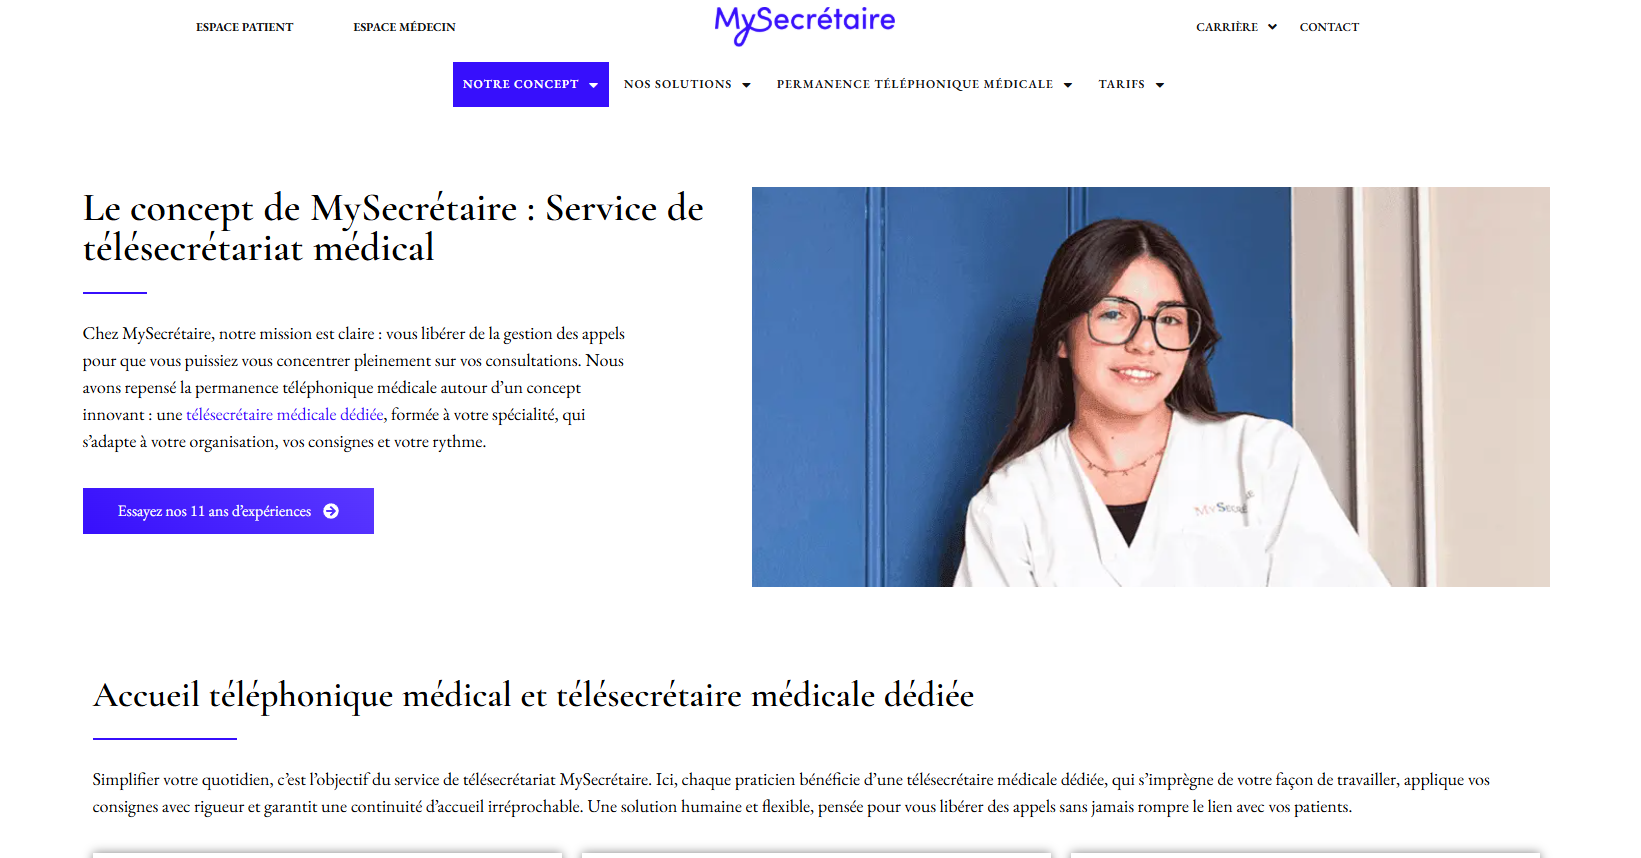 ESPACE PATIENT
ESPACE MÉDECIN
MySecrétaire
CARRIÈRE
CONTACT
NOTRE CONCEPT
NOS SOLUTIONS
PERMANENCE TÉLÉPHONIQUE MÉDICALE
TARIFS
Le concept de MySecrétaire : Service de
télésecrétariat médical
Chez MySecrétaire, notre mission est claire : vous libérer de la gestion des appels
pour que vous puissiez vous concentrer pleinement sur vos consultations. Nous
avons repensé la permanence téléphonique médicale autour d’un concept
innovant : une télésecrétaire médicale dédiée, formée à votre spécialité, qui
s’adapte à votre organisation, vos consignes et votre rythme.
Essayez nos 11 ans d’expériences
Accueil téléphonique médical et télésecrétaire médicale dédiée
Simplifier votre quotidien, c’est l’objectif du service de télésecrétariat MySecrétaire. Ici, chaque praticien bénéficie d’une télésecrétaire médicale dédiée, qui s’imprègne de votre façon de travailler, applique vos
consignes avec rigueur et garantit une continuité d’accueil irréprochable. Une solution humaine et flexible, pensée pour vous libérer des appels sans jamais rompre le lien avec vos patients.